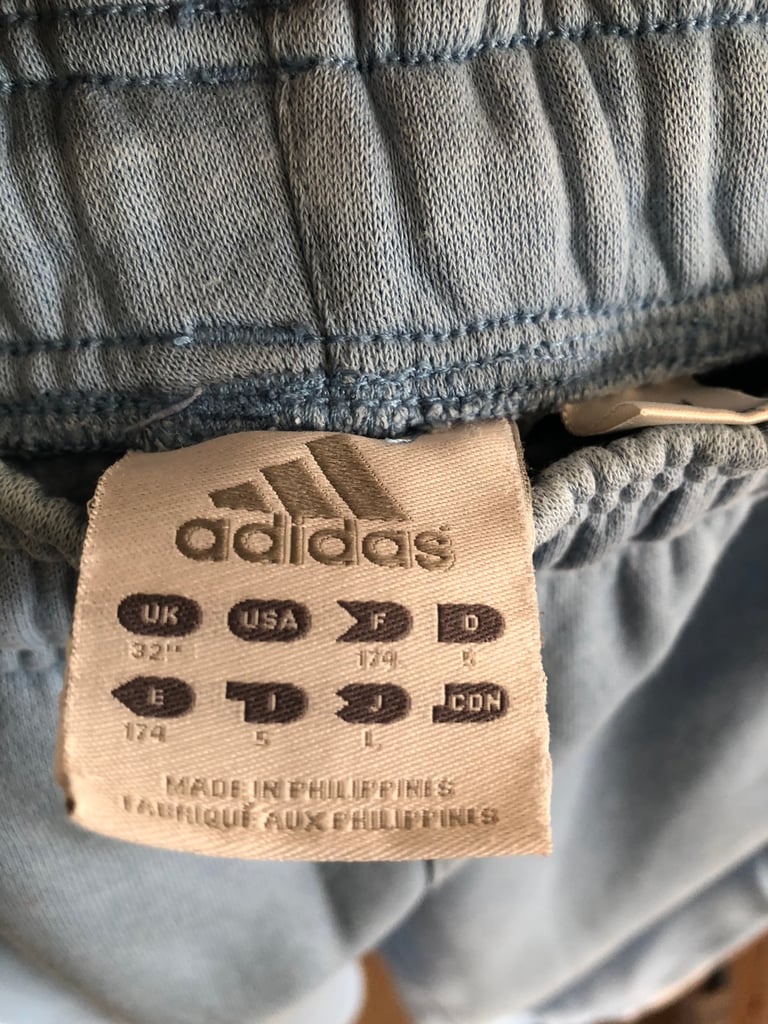 adidas
UK USA F D
32" 174 5
E I J CDN
174 5 L
MADE IN PHILIPPINES
FABRIQUÉ AUX PHILIPPINES